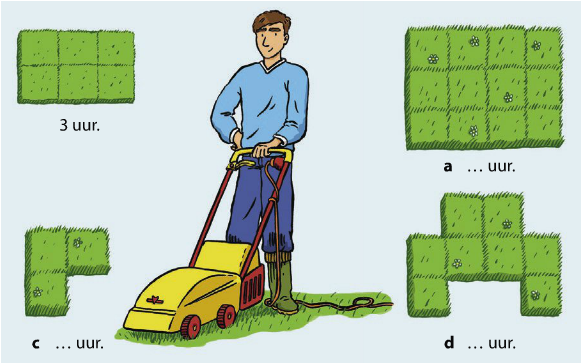 3 uur.
a … uur.
c … uur.
d … uur.